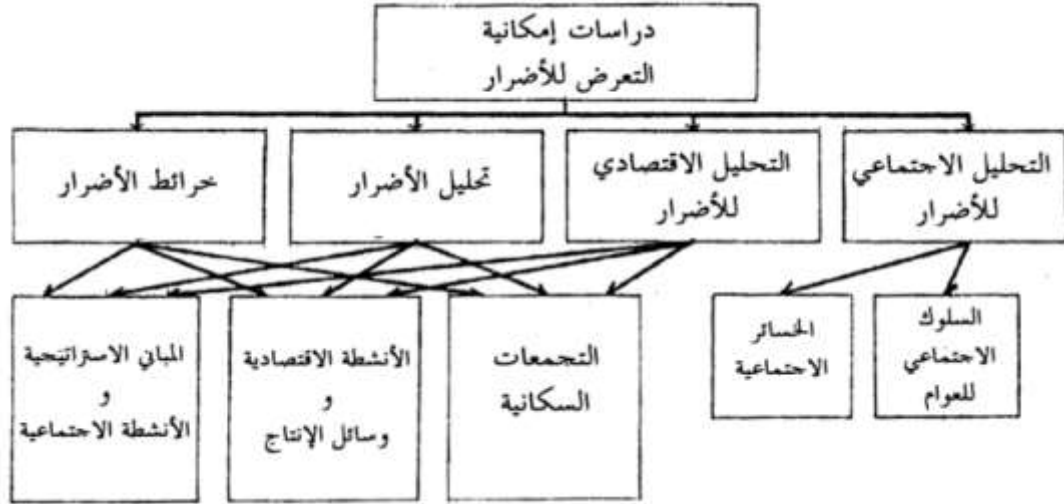 دراسات إمكانية
التعرض للأضرار
التحليل الاجتماعي
للأضرار
التحليل الاقتصادي
للأضرار
تحليل الأضرار
خرائط الأضرار
السلوك
الاجتماعي
للعوام
الخسائر
الاجتماعية
التجمعات
السكانية
الأنشطة الاقتصادية
و
وسائل الإنتاج
المباني الاستراتيجية
و
الأنشطة الاجتماعية